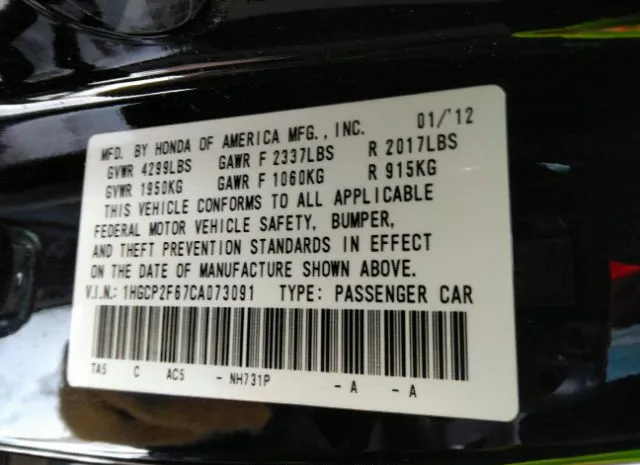 MFD. BY HONDA OF AMERICA MFG., INC. 01/'12
GVWR 4299LBS GAWR F 2337LBS R 2017LBS
GVWR 1950KG GAWR F 1060KG R 915KG
THIS VEHICLE CONFORMS TO ALL APPLICABLE
FEDERAL MOTOR VEHICLE SAFETY, BUMPER,
AND THEFT PREVENTION STANDARDS IN EFFECT
ON THE DATE OF MANUFACTURE SHOWN ABOVE.
V.I.N.: 1HGCP2F67CA073091 TYPE: PASSENGER CAR
TA5 C AC5 - NH731P - A - A